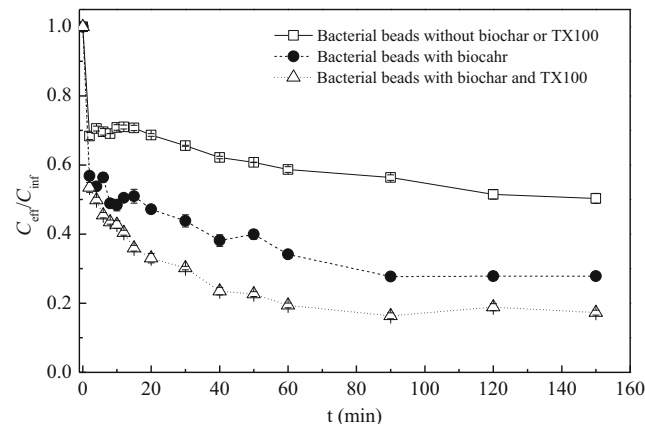 Bacterial beads without biochar or TX100
Bacterial beads with biocahr
Bacterial beads with biochar and TX100
1.0
0.8
0.6
0.4
0.2
0.0
C_eff/C_inf
0 20 40 60 80 100 120 140 160
t (min)